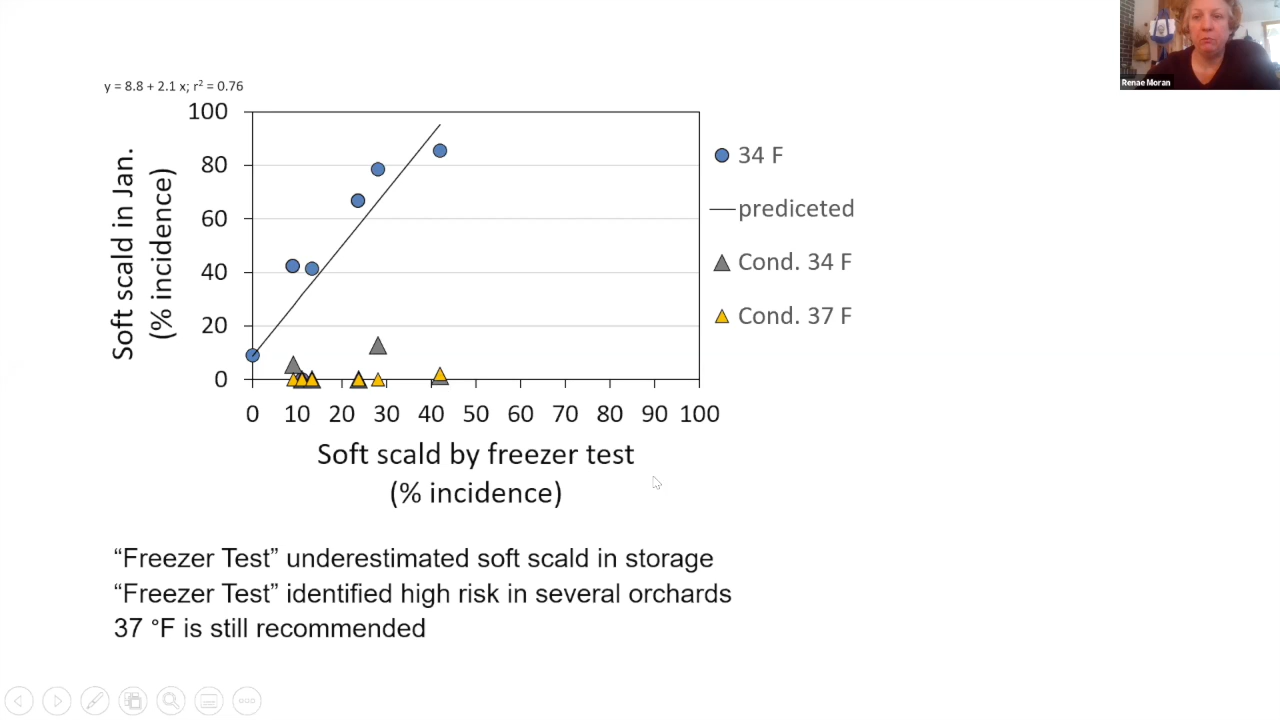 Renae Moran
y = 8.8 + 2.1 x; r² = 0.76
100
80
60
40
20
0
Soft scald in Jan.
(% incidence)
0 10 20 30 40 50 60 70 80 90 100
Soft scald by freezer test
(% incidence)
34 F
prediceted
Cond. 34 F
Cond. 37 F
“Freezer Test” underestimated soft scald in storage
“Freezer Test” identified high risk in several orchards
37 °F is still recommended